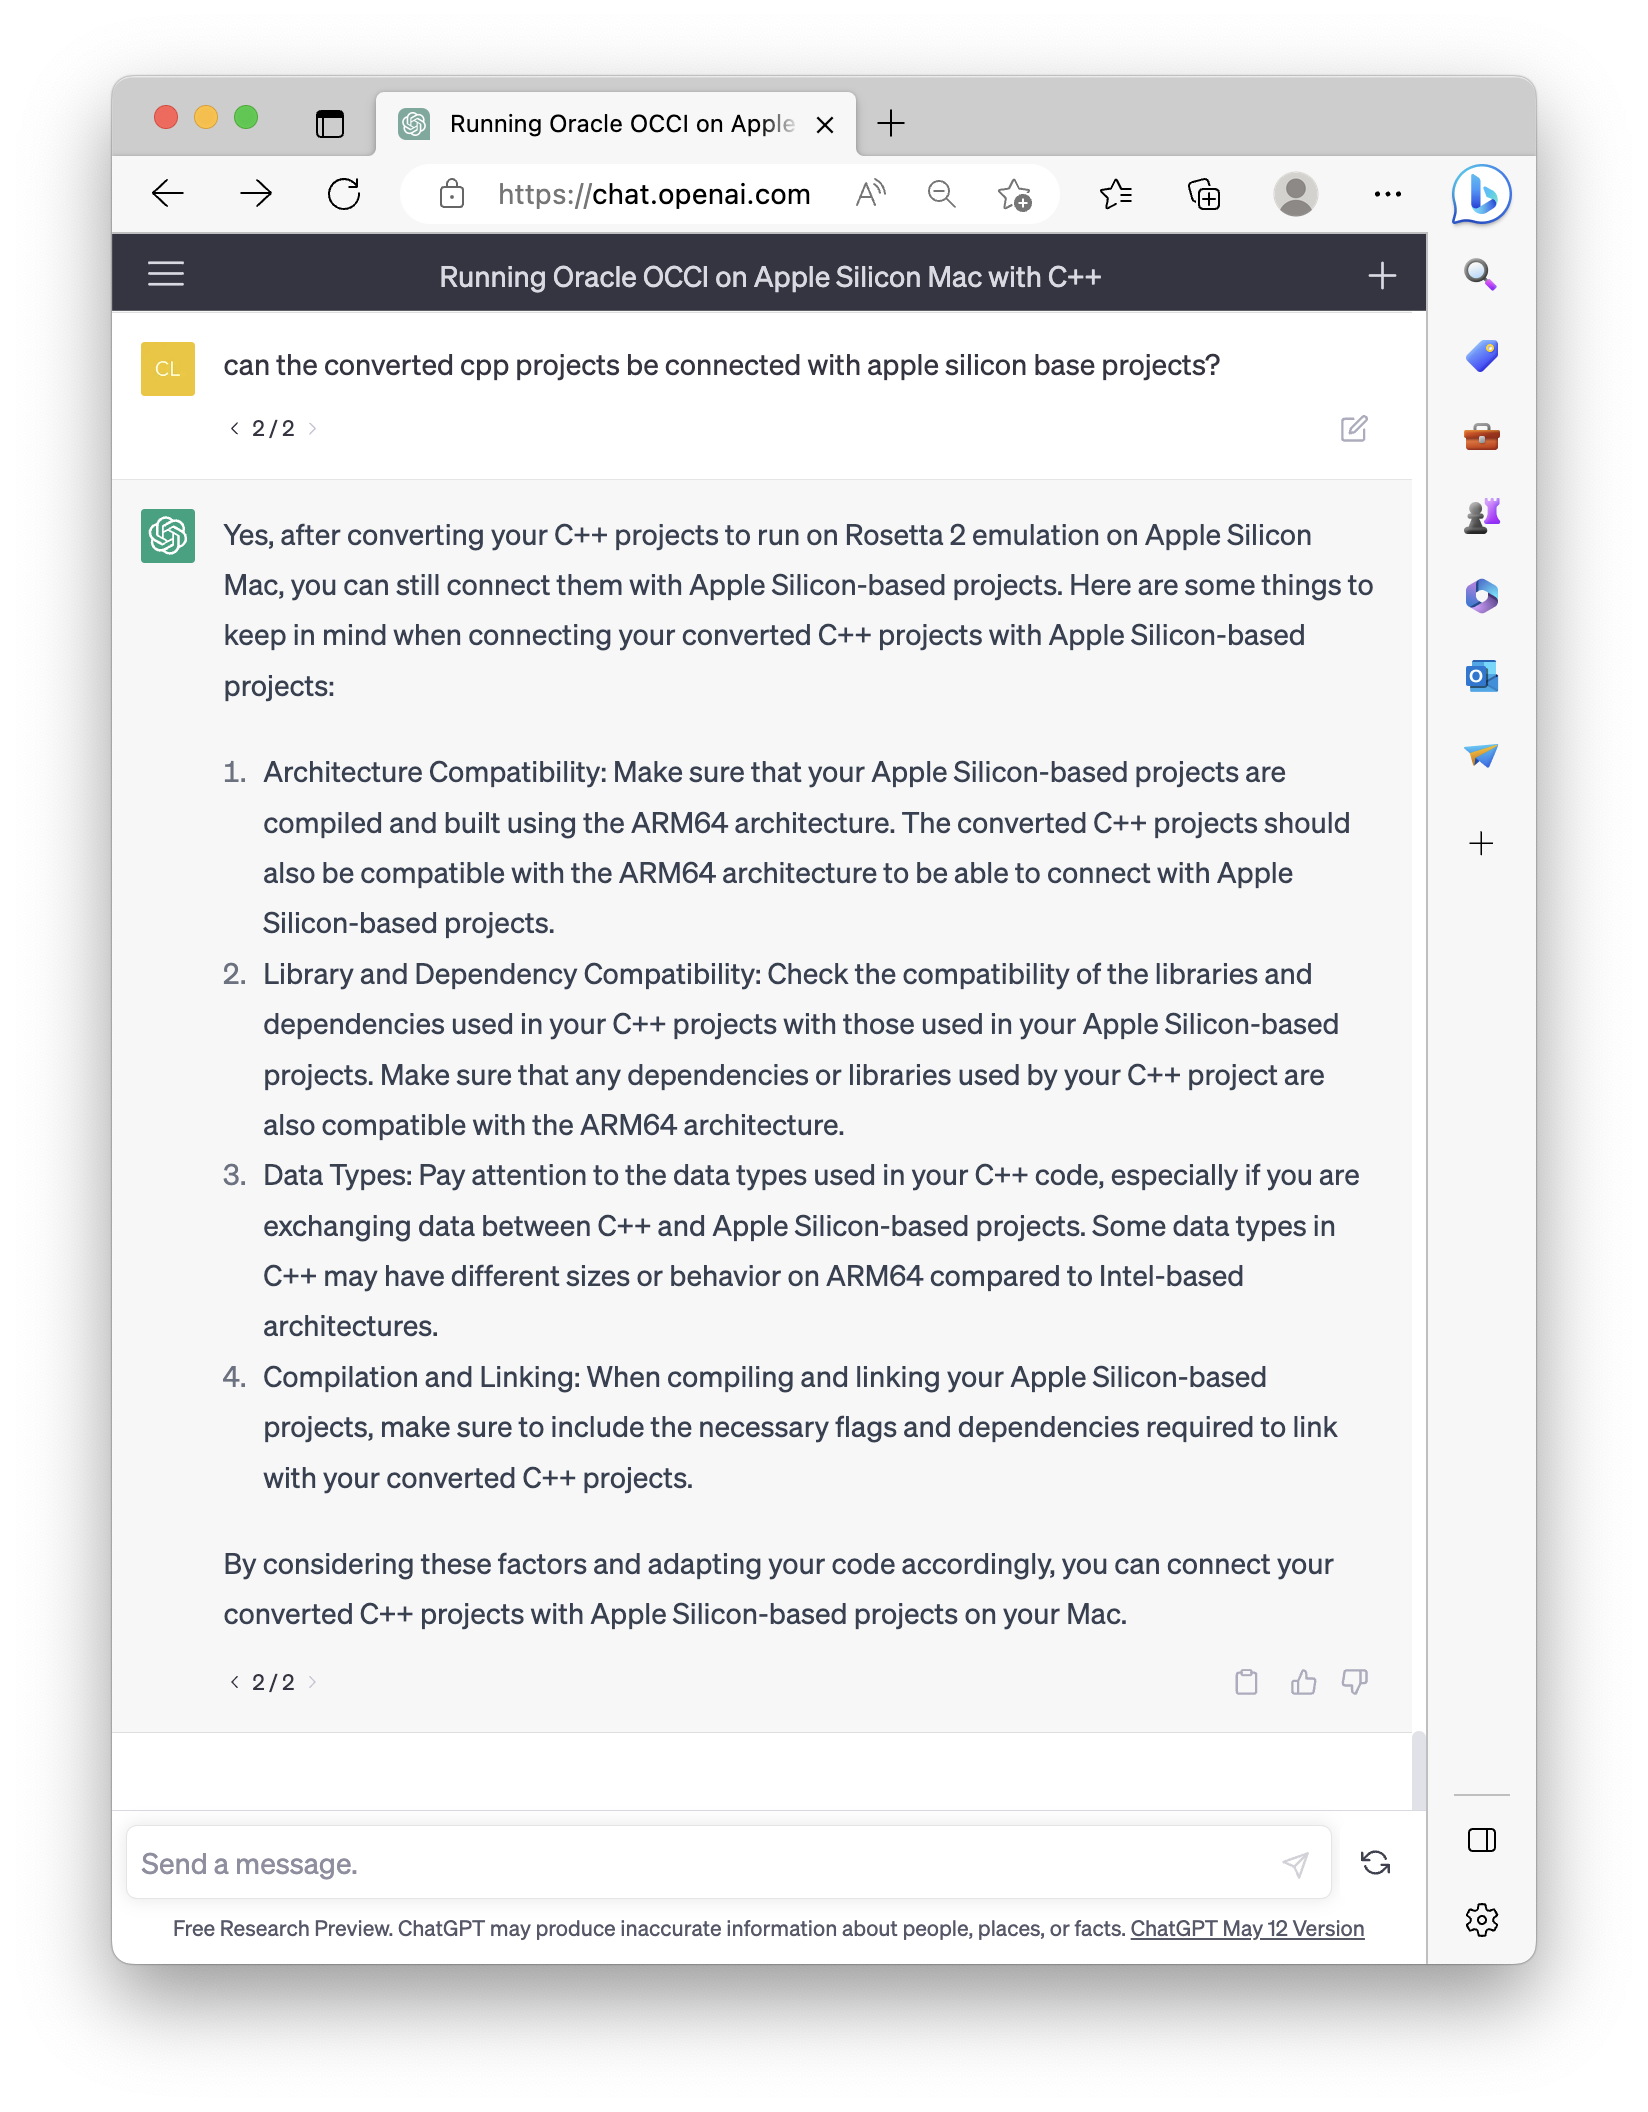 Running Oracle OCCI on Apple
https://chat.openai.com
Running Oracle OCCI on Apple Silicon Mac with C++
CL
can the converted cpp projects be connected with apple silicon base projects?
2 / 2
Yes, after converting your C++ projects to run on Rosetta 2 emulation on Apple Silicon
Mac, you can still connect them with Apple Silicon-based projects. Here are some things to
keep in mind when connecting your converted C++ projects with Apple Silicon-based
projects:
1. Architecture Compatibility: Make sure that your Apple Silicon-based projects are
compiled and built using the ARM64 architecture. The converted C++ projects should
also be compatible with the ARM64 architecture to be able to connect with Apple
Silicon-based projects.
2. Library and Dependency Compatibility: Check the compatibility of the libraries and
dependencies used in your C++ projects with those used in your Apple Silicon-based
projects. Make sure that any dependencies or libraries used by your C++ project are
also compatible with the ARM64 architecture.
3. Data Types: Pay attention to the data types used in your C++ code, especially if you are
exchanging data between C++ and Apple Silicon-based projects. Some data types in
C++ may have different sizes or behavior on ARM64 compared to Intel-based
architectures.
4. Compilation and Linking: When compiling and linking your Apple Silicon-based
projects, make sure to include the necessary flags and dependencies required to link
with your converted C++ projects.
By considering these factors and adapting your code accordingly, you can connect your
converted C++ projects with Apple Silicon-based projects on your Mac.
2 / 2
Send a message.
Free Research Preview. ChatGPT may produce inaccurate information about people, places, or facts. ChatGPT May 12 Version